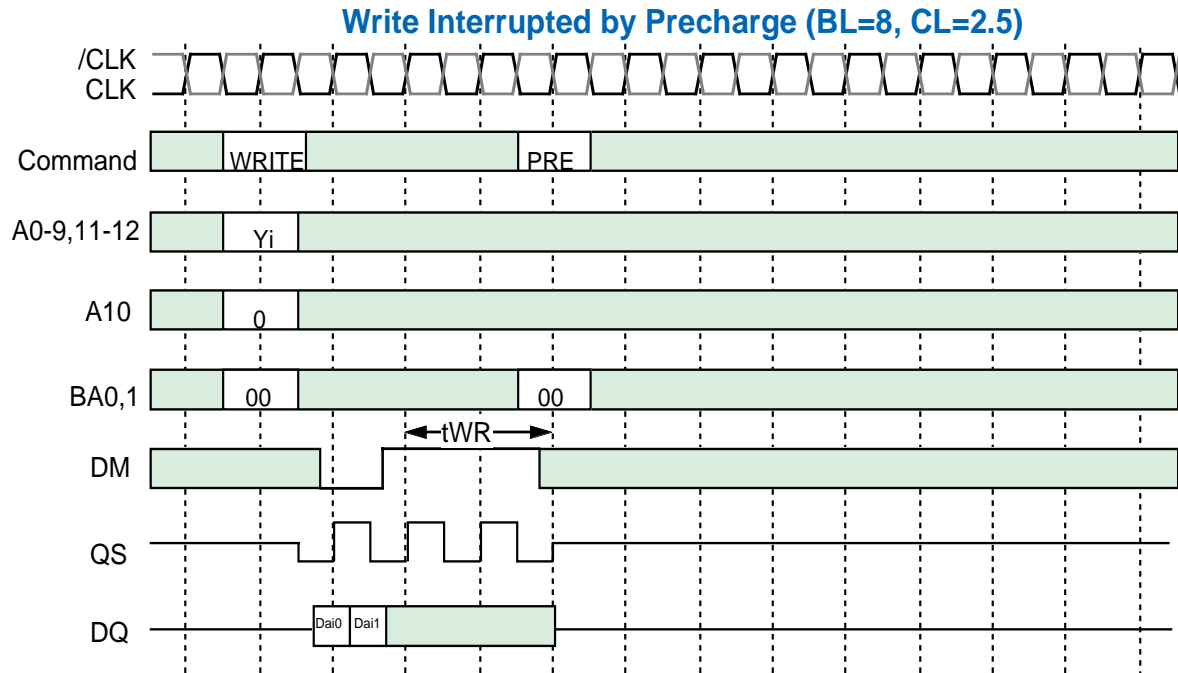 Write Interrupted by Precharge (BL=8, CL=2.5)
/CLK
CLK
Command WRITE PRE
A0-9,11-12 Yi
A10 0
BA0,1 00 00
tWR
DM
QS
DQ Dai0 Dai1